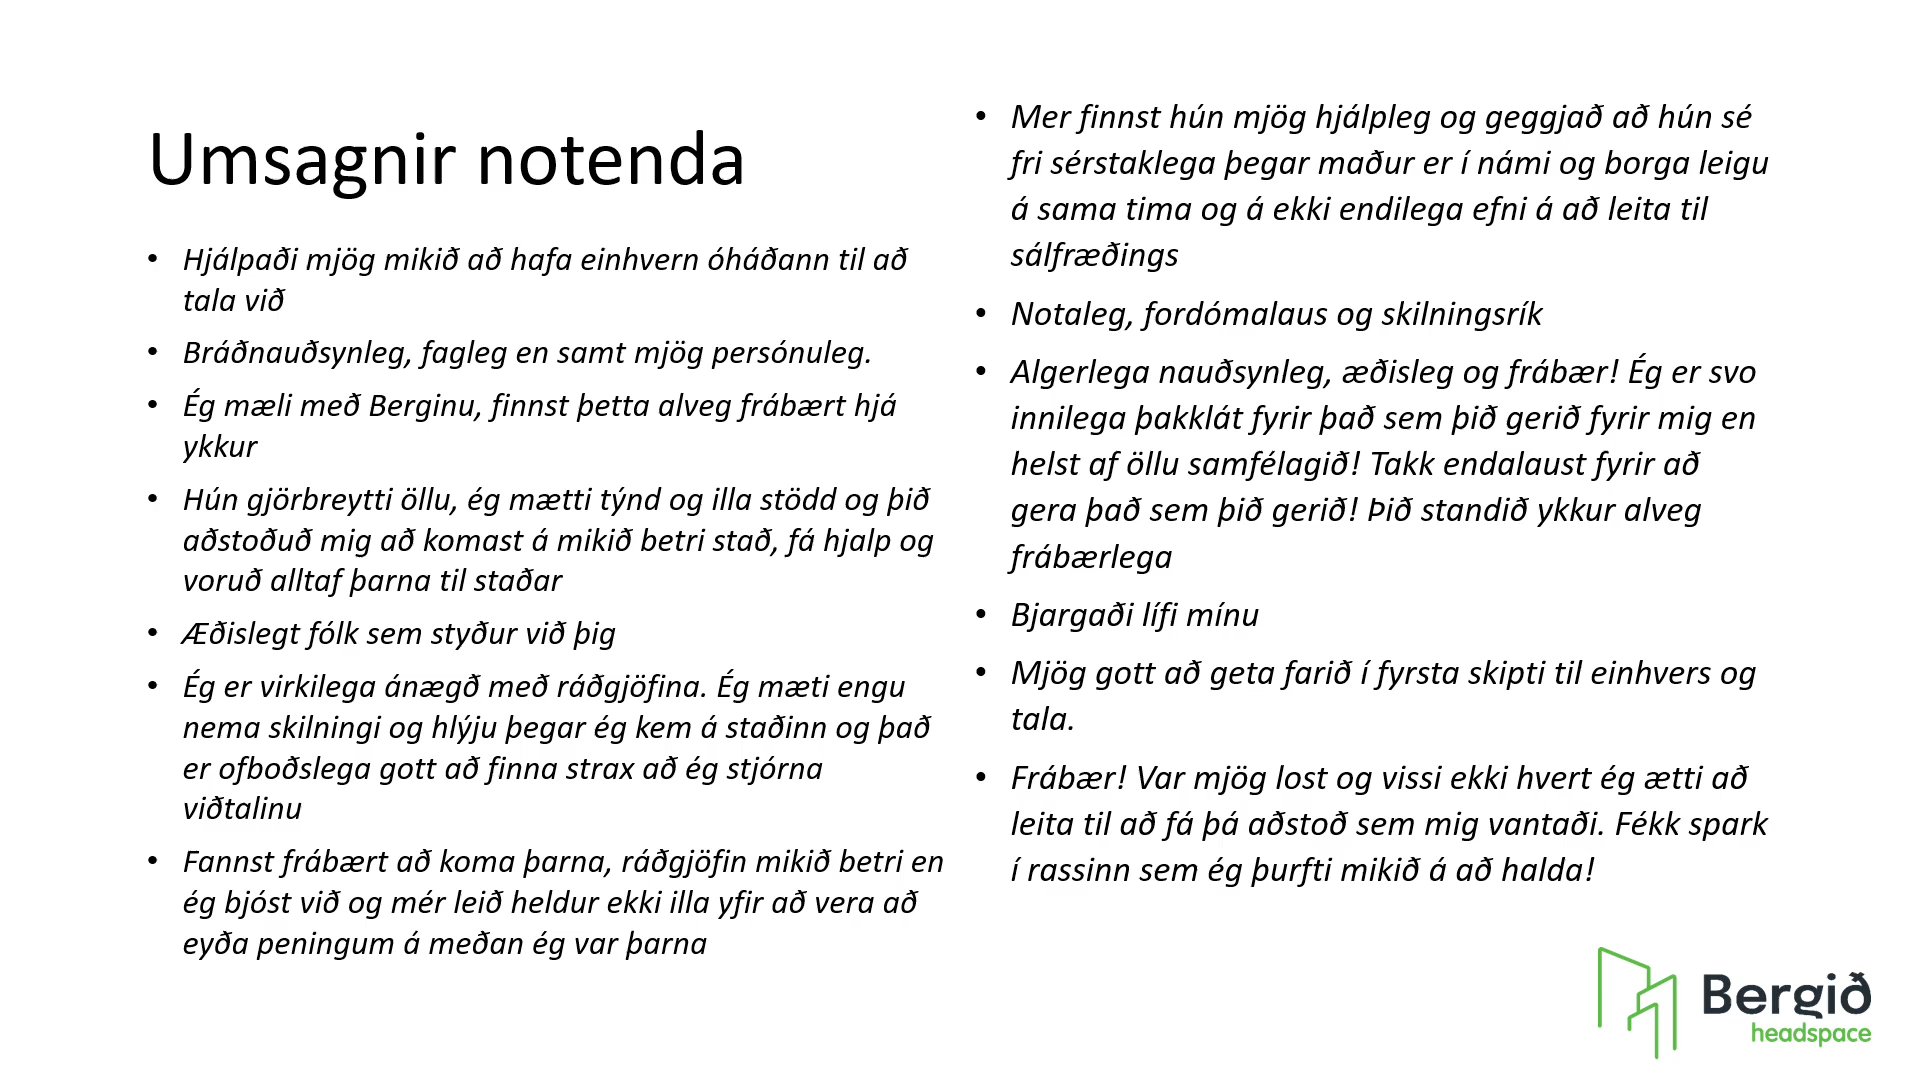 Umsagnir notenda
• Hjálpaði mjög mikið að hafa einhvern óháðann til að
tala við
• Bráðnauðsynleg, fagleg en samt mjög persónuleg.
• Ég mæli með Berginu, finnst þetta alveg frábært hjá
ykkur
• Hún gjörbreytti öllu, ég mætti týnd og illa stödd og þið
aðstoðuð mig að komast á mikið betri stað, fá hjalp og
voruð alltaf þarna til staðar
• Æðislegt fólk sem styður við þig
• Ég er virkilega ánægð með ráðgjöfina. Ég mæti engu
nema skilningi og hlýju þegar ég kem á staðinn og það
er ofboðslega gott að finna strax að ég stjórna
viðtalinu
• Fannst frábært að koma þarna, ráðgjöfin mikið betri en
ég bjóst við og mér leið heldur ekki illa yfir að vera að
eyða peningum á meðan ég var þarna
• Mer finnst hún mjög hjálpleg og geggjað að hún sé
fri sérstaklega þegar maður er í námi og borga leigu
á sama tima og á ekki endilega efni á að leita til
sálfræðings
• Notaleg, fordómalaus og skilningsrík
• Algerlega nauðsynleg, æðisleg og frábær! Ég er svo
innilega þakklát fyrir það sem þið gerið fyrir mig en
helst af öllu samfélagið! Takk endalaust fyrir að
gera það sem þið gerið! Þið standið ykkur alveg
frábærlega
• Bjargaði lífi mínu
• Mjög gott að geta farið í fyrsta skipti til einhvers og
tala.
• Frábær! Var mjög lost og vissi ekki hvert ég ætti að
leita til að fá þá aðstoð sem mig vantaði. Fékk spark
í rassinn sem ég þurfti mikið á að halda!
Bergið
headspace